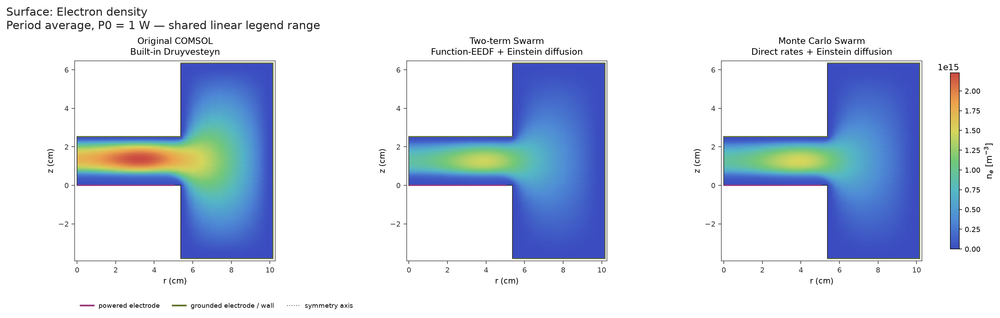 Surface: Electron density
Period average, P0 = 1 W — shared linear legend range
Original COMSOL
Built-in Druyvesteyn
6
4
2
0
−2
z (cm)
0 2 4 6 8 10
r (cm)
Two-term Swarm
Function-EEDF + Einstein diffusion
6
4
2
0
−2
z (cm)
0 2 4 6 8 10
r (cm)
Monte Carlo Swarm
Direct rates + Einstein diffusion
6
4
2
0
−2
z (cm)
0 2 4 6 8 10
r (cm)
1e15
2.00
1.75
1.50
1.25
1.00
0.75
0.50
0.25
0.00
nₑ [m⁻³]
powered electrode grounded electrode / wall symmetry axis